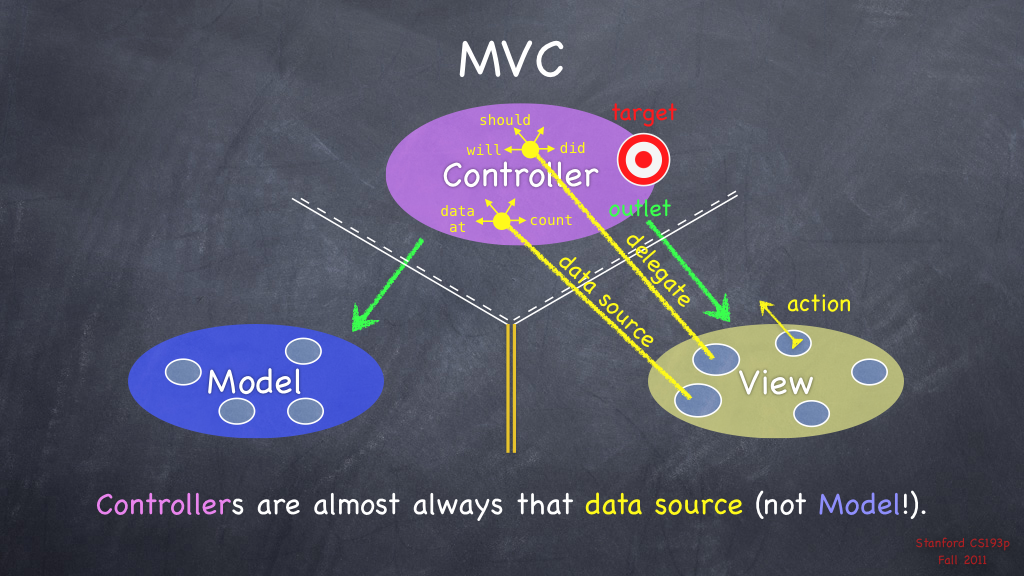 MVC
target
should
will
did
Controller
data
at
count
outlet
delegate
data source
action
Model
View
Controllers are almost always that data source (not Model!).
Stanford CS193p
Fall 2011